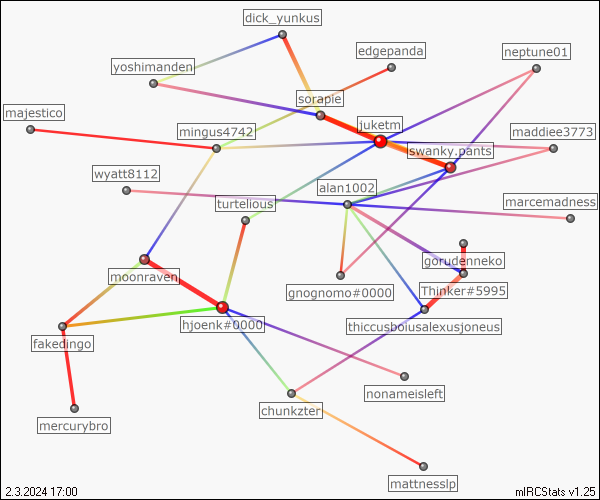 dick_yunkus
edgepanda
neptune01
yoshimanden
sorapie
majestico
mingus4742
juketm
maddiee3773
swanky.pants
wyatt8112
alan1002
turtelious
marcemadness
gorudenneko
moonraven
gnognomo#0000
Thinker#5995
hjoenk#0000
thiccusboiusalexusjoneus
fakedingo
nonameisleft
chunkzter
mercurybro
mattnesslp
2.3.2024 17:00
mIRCStats v1.25